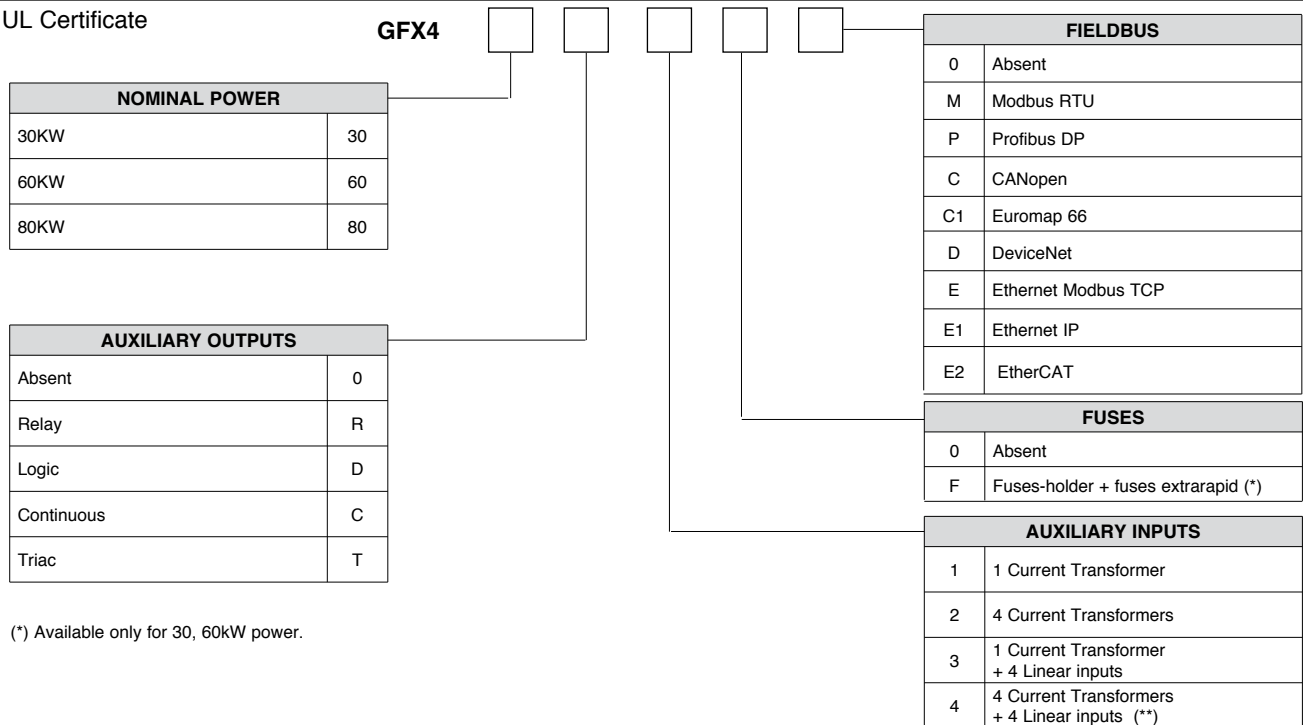 UL Certificate
GFX4
NOMINAL POWER
30KW 30
60KW 60
80KW 80
AUXILIARY OUTPUTS
Absent 0
Relay R
Logic D
Continuous C
Triac T
(*) Available only for 30, 60kW power.
FIELDBUS
0 Absent
M Modbus RTU
P Profibus DP
C CANopen
C1 Euromap 66
D DeviceNet
E Ethernet Modbus TCP
E1 Ethernet IP
E2 EtherCAT
FUSES
0 Absent
F Fuses-holder + fuses extrarapid (*)
AUXILIARY INPUTS
1 1 Current Transformer
2 4 Current Transformers
3 1 Current Transformer
+ 4 Linear inputs
4 4 Current Transformers
+ 4 Linear inputs (**)